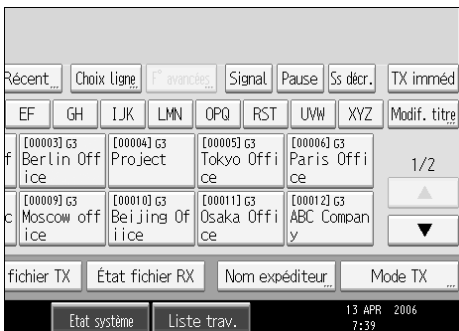 Récent Choix ligne F° avancées Signal Pause Ss décr. TX imméd
EF GH IJK LMN OPQ RST UVW XYZ Modif. titre
[00003] G3 [00004] G3 [00005] G3 [00006] G3
f Berlin Off Project Tokyo Offi Paris Offi 1/2
ice ce ce
[00009] G3 [00010] G3 [00011] G3 [00012] G3
c Moscow off Beijing Of Osaka Offi ABC Compan
ice iice ce y
fichier TX État fichier RX Nom expéditeur Mode TX
Etat système Liste trav. 13 APR 2006
7:39